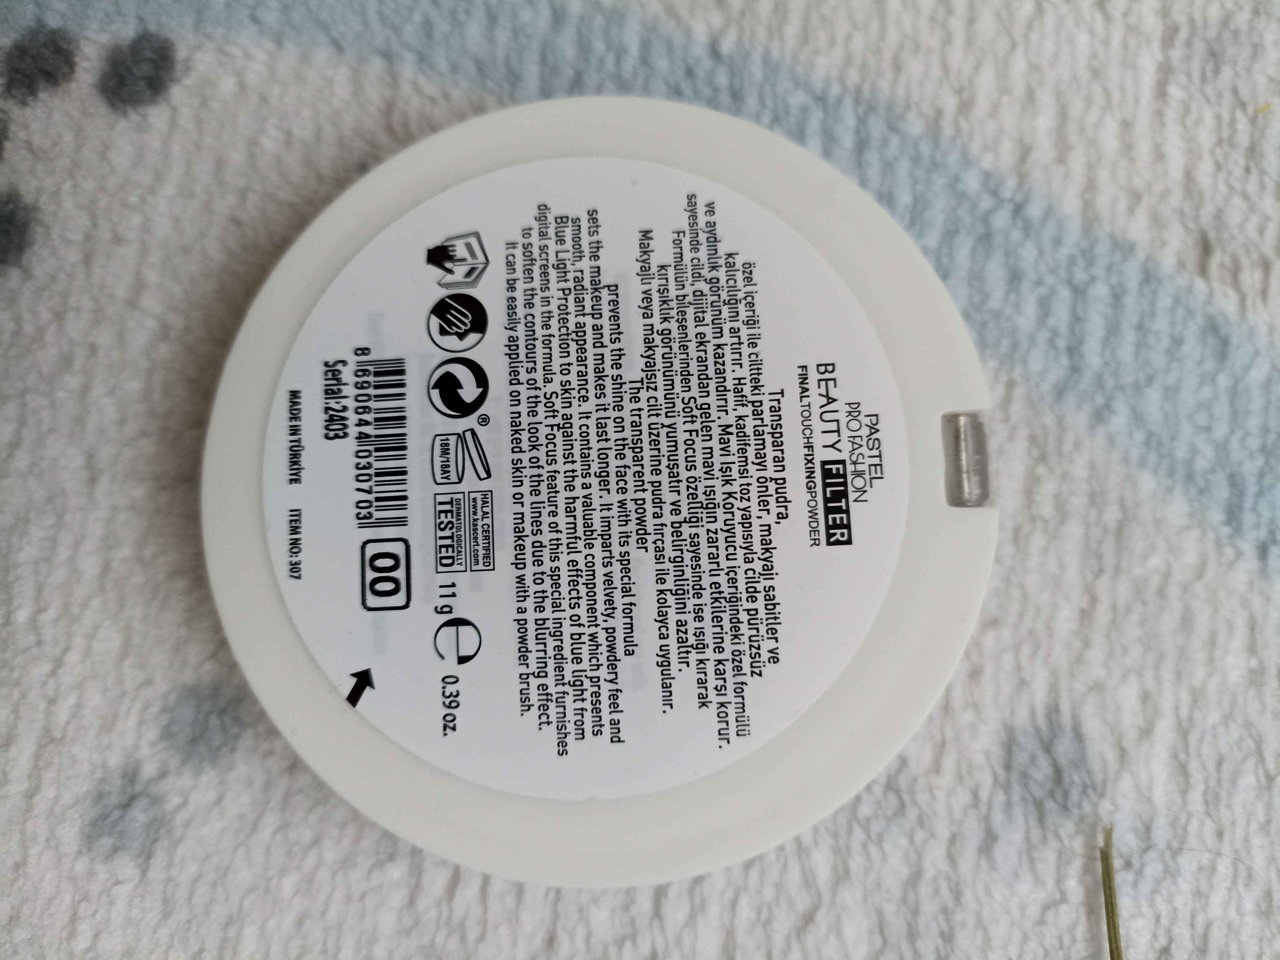 PASTEL
PROFASHION
BEAUTY FILTER
FINALTOUCHFIXINGPOWDER
Transparan pudra,
özel içeriği ile ciltteki parlamayı önler, makyajı sabitler ve
kalıcılığını artırır. Hafif, kadifemsi toz yapısıyla cilde pürüzsüz
ve aydınlık görünüm kazandırır. Mavi Işık Koruyucu içeriğindeki özel formülü
sayesinde cildi, dijital ekrandan gelen mavi ışığın zararlı etkilerine karşı korur.
Formülün bileşenlerinden Soft Focus özelliği sayesinde ise ışığı kırarak
kırışıklık görünümünü yumuşatır ve belirginliğini azaltır.
Makyajlı veya makyajsız cilt üzerine pudra fırçası ile kolayca uygulanır.
The transparent powder
prevents the shine on the face with its special formula
sets the makeup and makes it last longer. It imparts velvety, powdery feel and
smooth, radiant appearance. It contains a valuable component which presents
Blue Light Protection to skin against the harmful effects of blue light from
digital screens in the formula. Soft Focus feature of this special ingredient furnishes
to soften the contours of the look of the lines due to the blurring effect.
It can be easily applied on naked skin or makeup with a powder brush.
®
18M/18AY
HALAL CERTIFIED
www.kascert.com
DERMATOLOGICALLY
TESTED
11 g e 0.39 oz.
8 690644 030703
00
Serial:2403
MADE IN TÜRKİYE ITEM NO: 307